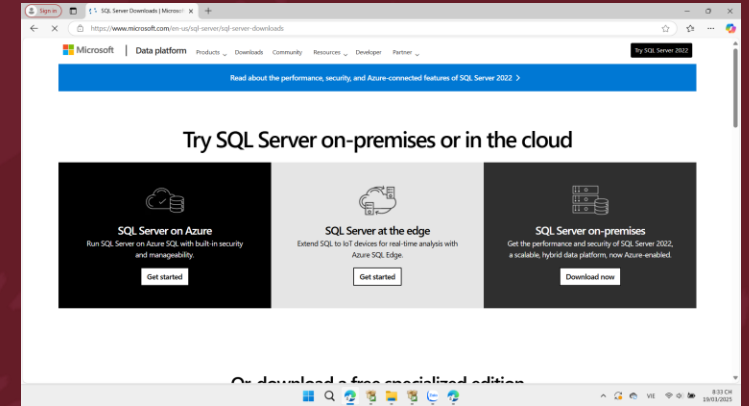 Sign in
SQL Server Downloads | Microsoft
https://www.microsoft.com/en-us/sql-server/sql-server-downloads
Microsoft | Data platform Products Downloads Community Resources Developer Partner Try SQL Server 2022
Read about the performance, security, and Azure-connected features of SQL Server 2022 >
Try SQL Server on-premises or in the cloud
SQL Server on Azure
Run SQL Server on Azure SQL with built-in security
and manageability.
Get started
SQL Server at the edge
Extend SQL to IoT devices for real-time analysis with
Azure SQL Edge.
Get started
SQL Server on-premises
Get the performance and security of SQL Server 2022,
a scalable, hybrid data platform, now Azure-enabled.
Download now
Or, download a free specialized edition
VIE
8:33 CH
19/03/2025